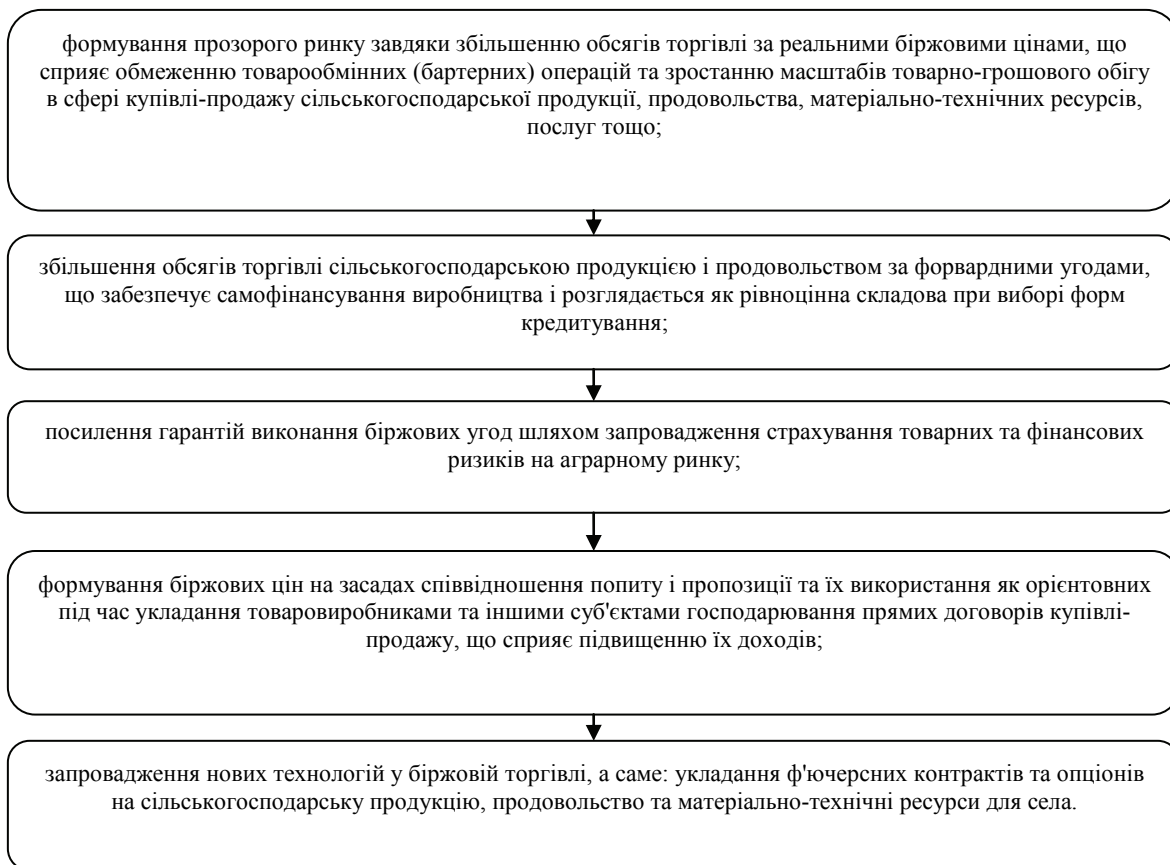 формування прозорого ринку завдяки збільшенню обсягів торгівлі за реальними біржовими цінами, що
сприяє обмеженню товарообмінних (бартерних) операцій та зростанню масштабів товарно-грошового обігу
в сфері купівлі-продажу сільськогосподарської продукції, продовольства, матеріально-технічних ресурсів,
послуг тощо;
збільшення обсягів торгівлі сільськогосподарською продукцією і продовольством за форвардними угодами,
що забезпечує самофінансування виробництва і розглядається як рівноцінна складова при виборі форм
кредитування;
посилення гарантій виконання біржових угод шляхом запровадження страхування товарних та фінансових
ризиків на аграрному ринку;
формування біржових цін на засадах співвідношення попиту і пропозиції та їх використання як орієнтовних
під час укладання товаровиробниками та іншими суб'єктами господарювання прямих договорів купівлі-
продажу, що сприяє підвищенню їх доходів;
запровадження нових технологій у біржовій торгівлі, а саме: укладання ф'ючерсних контрактів та опціонів
на сільськогосподарську продукцію, продовольство та матеріально-технічні ресурси для села.